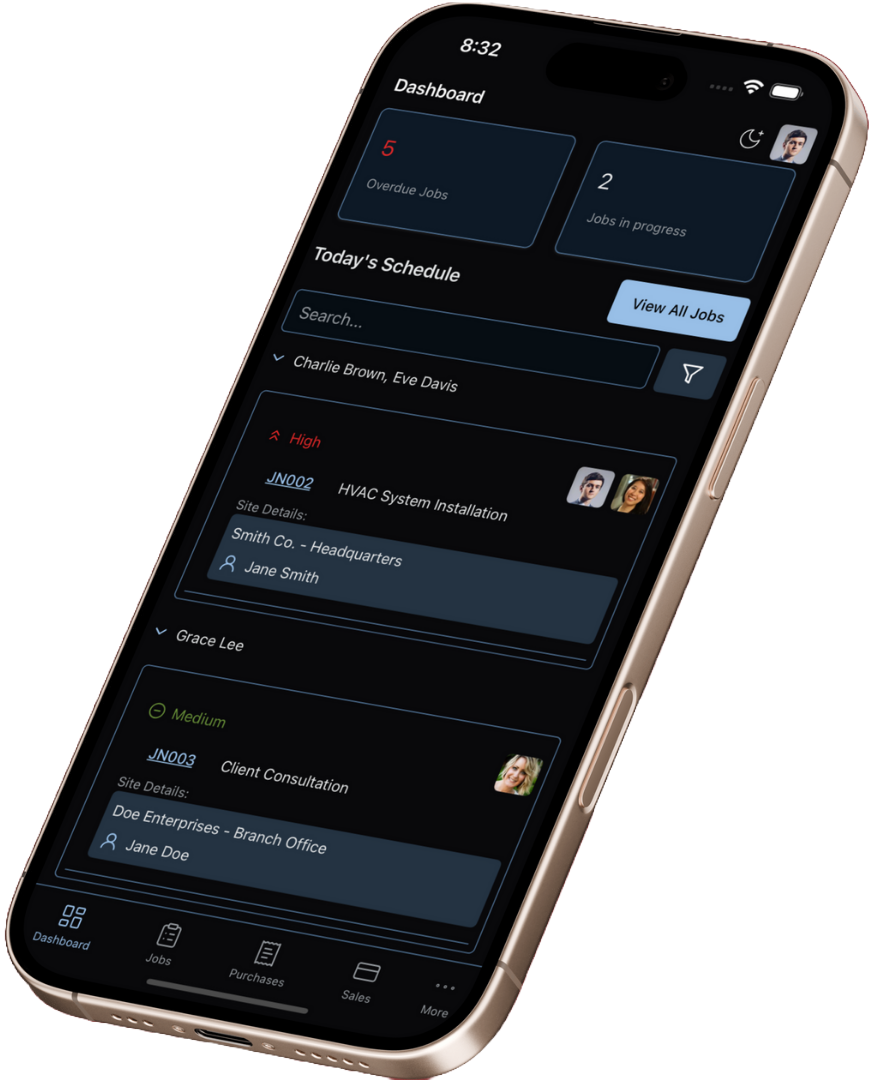 8:32
Dashboard
5
Overdue Jobs
2
Jobs in progress
Today's Schedule
View All Jobs
Search...
Charlie Brown, Eve Davis
High
JN002
HVAC System Installation
Site Details:
Smith Co. - Headquarters
Jane Smith
Grace Lee
Medium
JN003
Client Consultation
Site Details:
Doe Enterprises - Branch Office
Jane Doe
Dashboard
Jobs
Purchases
Sales
More